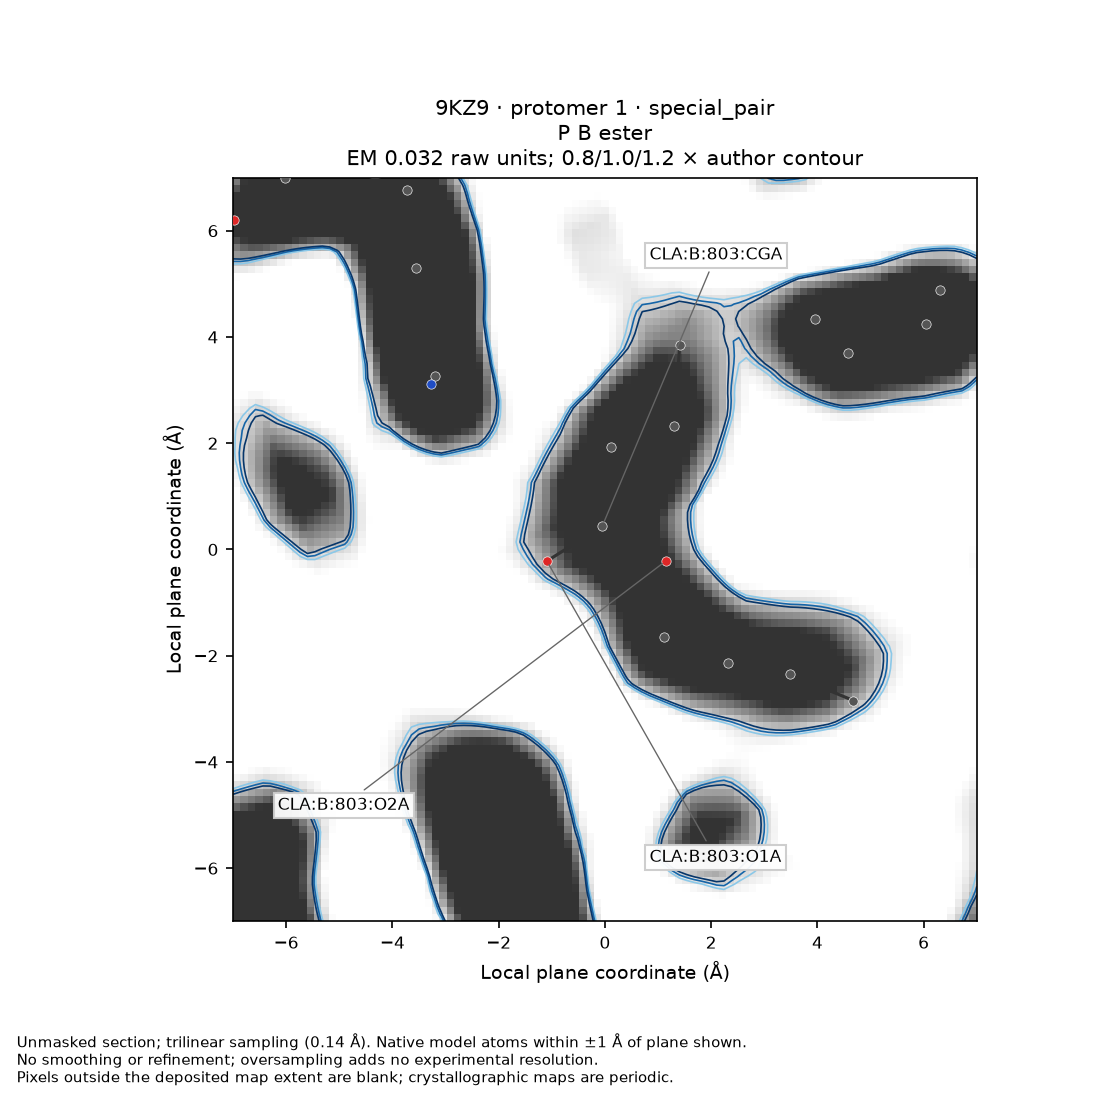 9KZ9 · protomer 1 · special_pair
P B ester
EM 0.032 raw units; 0.8/1.0/1.2 × author contour
CLA:B:803:CGA
CLA:B:803:O2A
CLA:B:803:O1A
6
4
2
0
−2
−4
−6
Local plane coordinate (Å)
−6 −4 −2 0 2 4 6
Local plane coordinate (Å)
Unmasked section; trilinear sampling (0.14 Å). Native model atoms within ±1 Å of plane shown.
No smoothing or refinement; oversampling adds no experimental resolution.
Pixels outside the deposited map extent are blank; crystallographic maps are periodic.